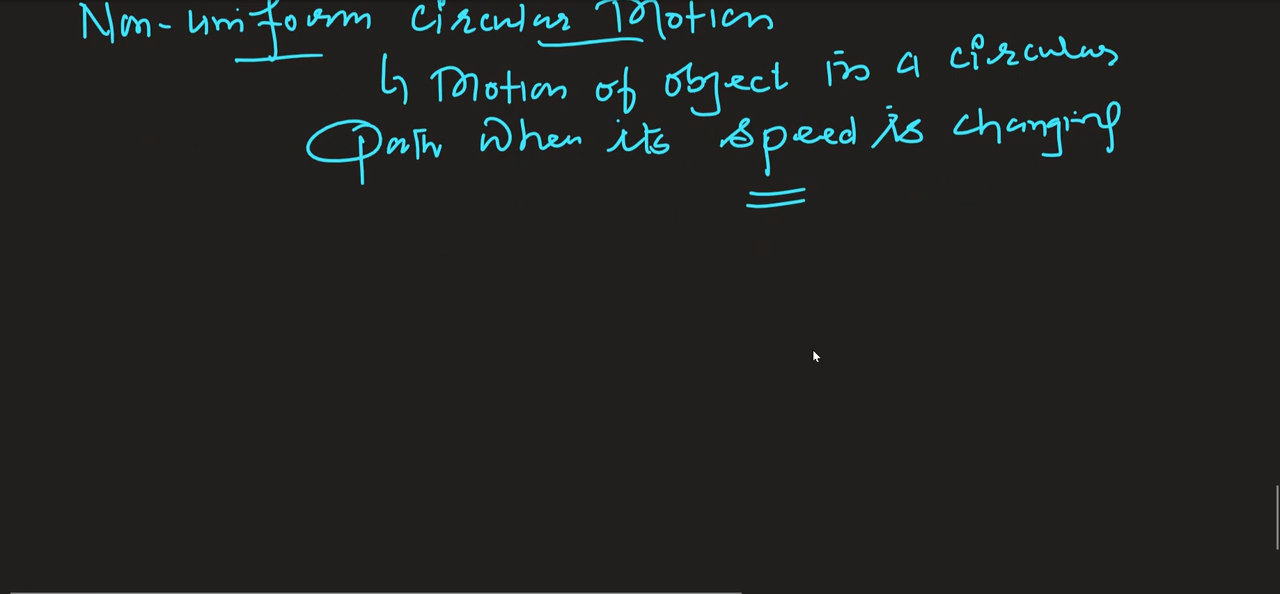 Non-uniform Circular Motion
↳ Motion of object in a circular
Path when its speed is changing